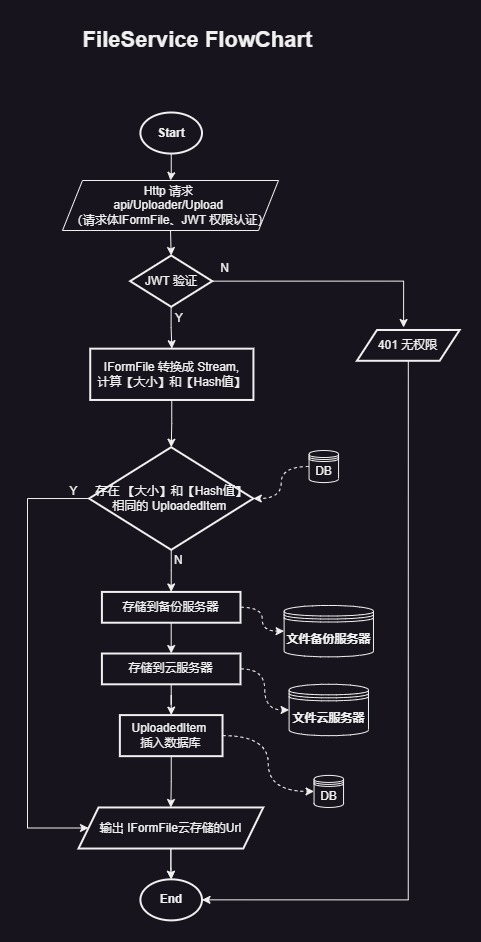 FileService FlowChart
Start
Http 请求
api/Uploader/Upload
（请求体IFormFile、JWT 权限认证）
JWT 验证
N
Y
401 无权限
IFormFile 转换成 Stream,
计算【大小】和【Hash值】
DB
Y
存在 【大小】和【Hash值】
相同的 UploadedItem
N
存储到备份服务器
文件备份服务器
存储到云服务器
文件云服务器
UploadedItem
插入数据库
DB
输出 IFormFile云存储的Url
End